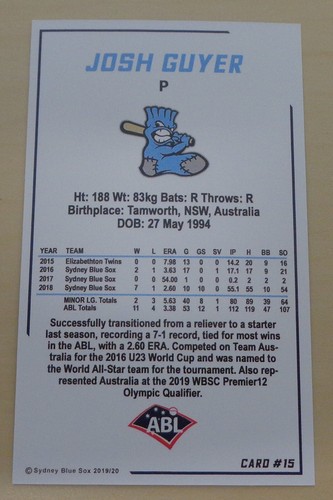 JOSH GUYER
P
Ht: 188 Wt: 83kg Bats: R Throws: R
Birthplace: Tamworth, NSW, Australia
DOB: 27 May 1994
YEAR TEAM W L ERA G GS SV IP H BB SO
2015 Elizabethton Twins 0 0 7.98 13 0 0 14.2 20 9 16
2016 Sydney Blue Sox 2 1 3.63 17 0 1 17.1 17 9 21
2017 Sydney Blue Sox 0 0 54.00 1 0 0 0.2 2 2 2
2018 Sydney Blue Sox 7 1 2.60 10 10 0 55.1 55 10 54
MINOR LG. Totals 2 3 5.63 40 8 1 80 89 39 64
ABL Totals 11 4 3.38 53 12 0 112 119 47 107
Successfully transitioned from a reliever to a starter
last season, recording a 7-1 record, tied for most wins
in the ABL, with a 2.60 ERA. Competed on Team Aus-
tralia for the 2016 U23 World Cup and was named to
the World All-Star team for the tournament. Also rep-
resented Australia at the 2019 WBSC Premier12
Olympic Qualifier.
ABL
© Sydney Blue Sox 2019/20
CARD #15